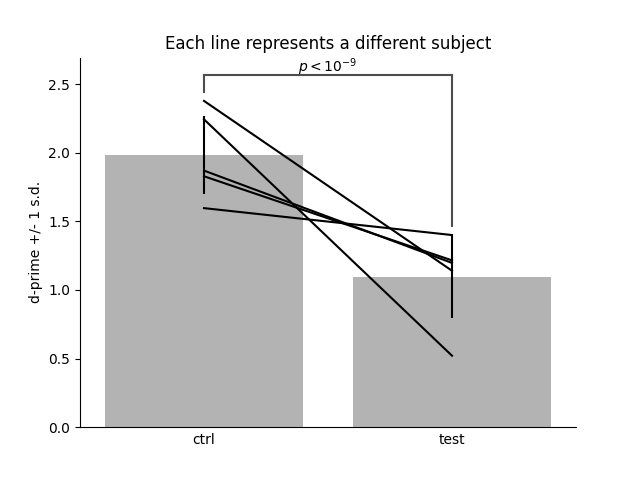 Each line represents a different subject
p < 10⁻⁹
d-prime +/- 1 s.d.
2.5
2.0
1.5
1.0
0.5
0.0
ctrl test